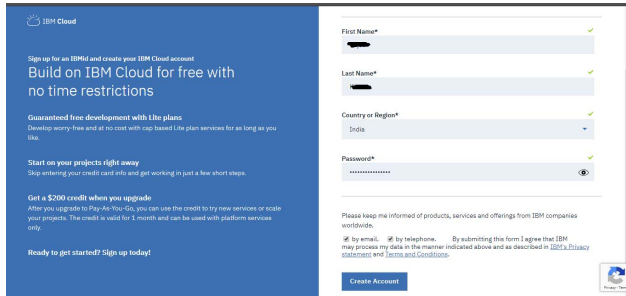 IBM Cloud
Sign up for an IBMid and create your IBM Cloud account
Build on IBM Cloud for free with
no time restrictions
Guaranteed free development with Lite plans
Develop worry-free and at no cost with cap based Lite plan services for as long as you
like.
Start on your projects right away
Skip entering your credit card info and get working in just a few short steps.
Get a $200 credit when you upgrade
After you upgrade to Pay-As-You-Go, you can use the credit to try new services or scale
your projects. The credit is valid for 1 month and can be used with platform services
only.
Ready to get started? Sign up today!
First Name*
Last Name*
Country or Region*
India
Password*
Please keep me informed of products, services and offerings from IBM companies
worldwide.
by email. by telephone. By submitting this form I agree that IBM
may process my data in the manner indicated above and as described in IBM's Privacy
statement and Terms and Conditions.
Create Account
Privacy - Terms